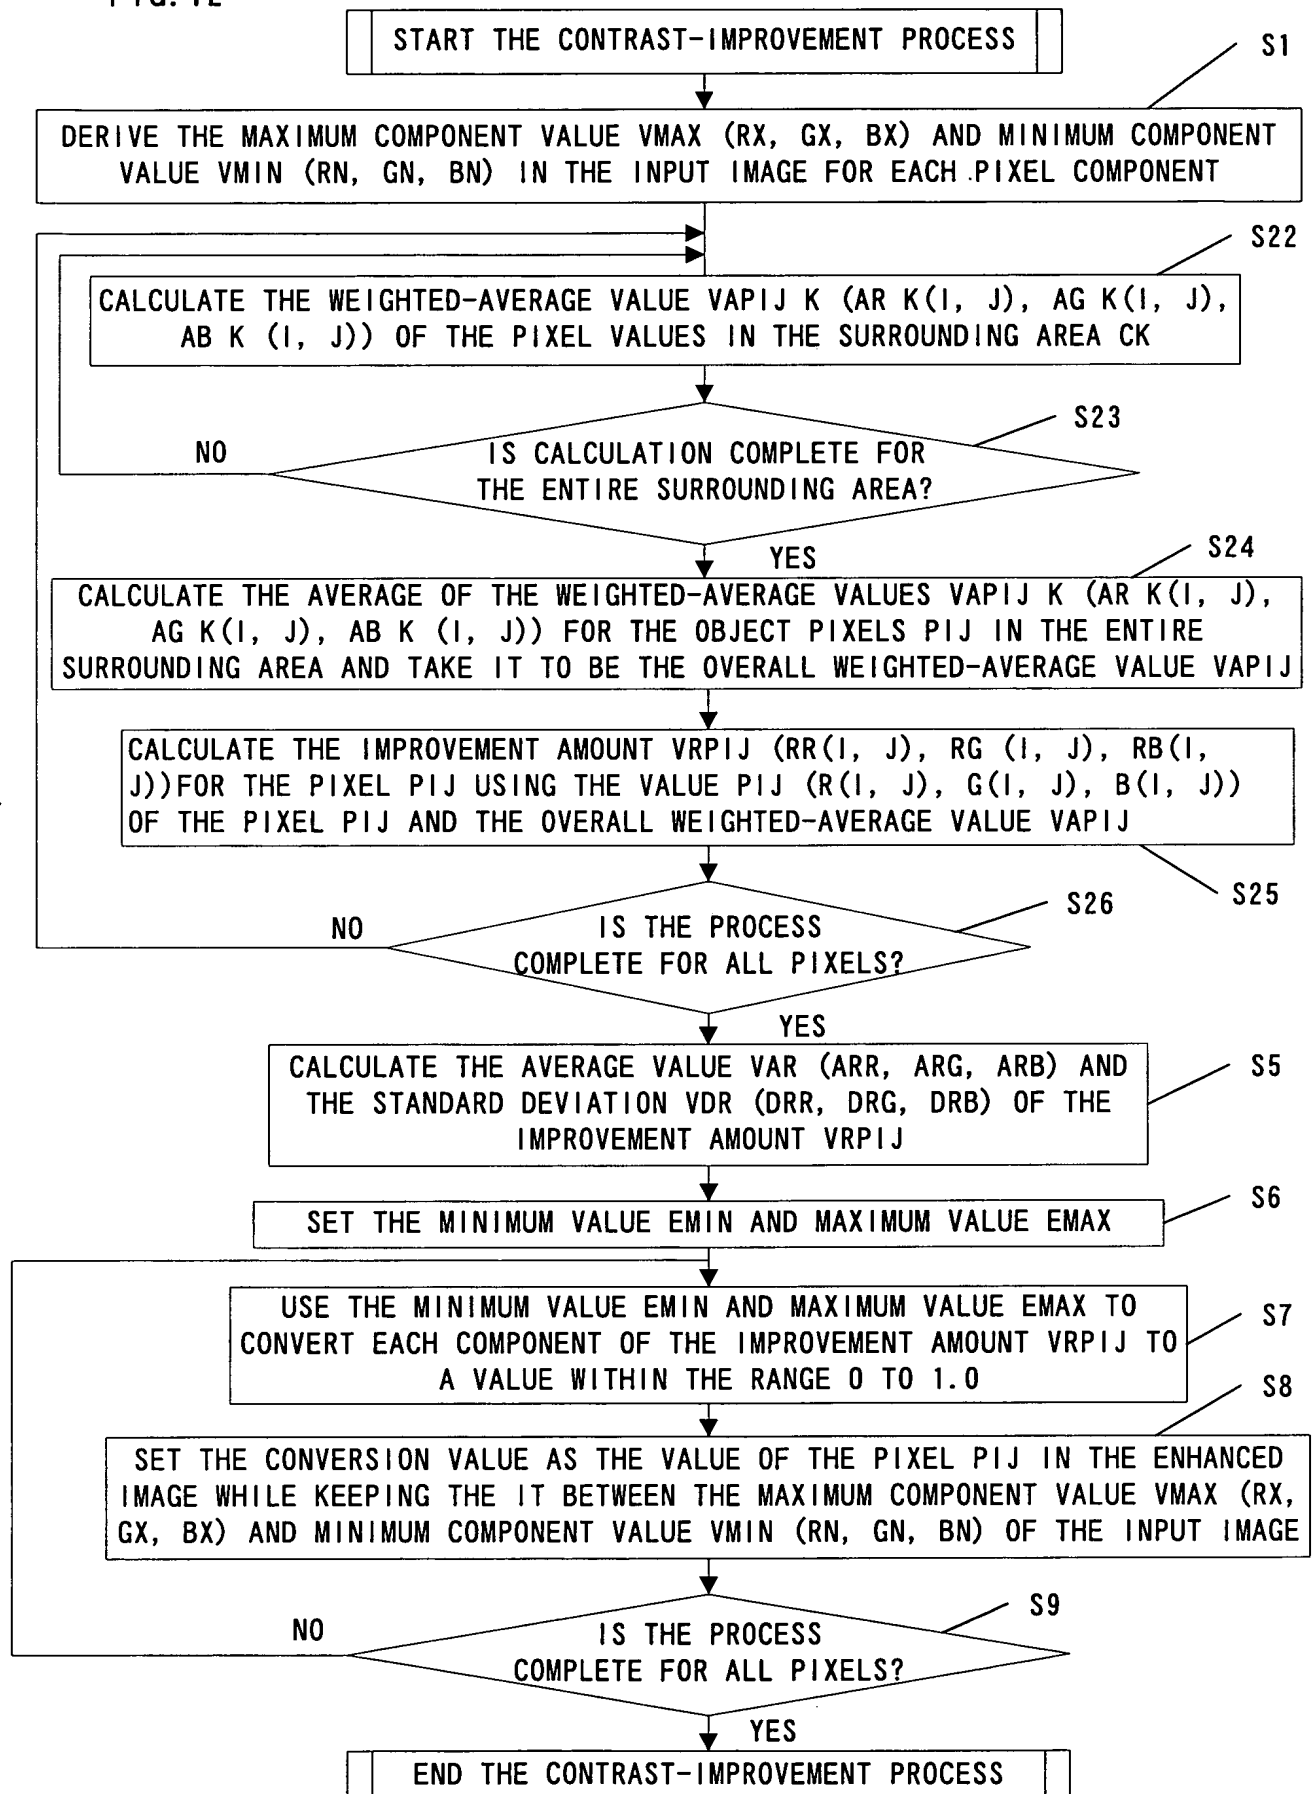 FIG. 12
START THE CONTRAST-IMPROVEMENT PROCESS
S1
DERIVE THE MAXIMUM COMPONENT VALUE VMAX (RX, GX, BX) AND MINIMUM COMPONENT
VALUE VMIN (RN, GN, BN) IN THE INPUT IMAGE FOR EACH PIXEL COMPONENT
S22
CALCULATE THE WEIGHTED-AVERAGE VALUE VAPIJ K (AR K(I, J), AG K(I, J),
AB K (I, J)) OF THE PIXEL VALUES IN THE SURROUNDING AREA CK
S23
NO
IS CALCULATION COMPLETE FOR
THE ENTIRE SURROUNDING AREA?
YES
S24
CALCULATE THE AVERAGE OF THE WEIGHTED-AVERAGE VALUES VAPIJ K (AR K(I, J),
AG K(I, J), AB K (I, J)) FOR THE OBJECT PIXELS PIJ IN THE ENTIRE
SURROUNDING AREA AND TAKE IT TO BE THE OVERALL WEIGHTED-AVERAGE VALUE VAPIJ
CALCULATE THE IMPROVEMENT AMOUNT VRPIJ (RR(I, J), RG (I, J), RB(I,
J))FOR THE PIXEL PIJ USING THE VALUE PIJ (R(I, J), G(I, J), B(I, J))
OF THE PIXEL PIJ AND THE OVERALL WEIGHTED-AVERAGE VALUE VAPIJ
S25
S26
NO
IS THE PROCESS
COMPLETE FOR ALL PIXELS?
YES
CALCULATE THE AVERAGE VALUE VAR (ARR, ARG, ARB) AND
THE STANDARD DEVIATION VDR (DRR, DRG, DRB) OF THE
IMPROVEMENT AMOUNT VRPIJ
S5
SET THE MINIMUM VALUE EMIN AND MAXIMUM VALUE EMAX
S6
USE THE MINIMUM VALUE EMIN AND MAXIMUM VALUE EMAX TO
CONVERT EACH COMPONENT OF THE IMPROVEMENT AMOUNT VRPIJ TO
A VALUE WITHIN THE RANGE 0 TO 1.0
S7
S8
SET THE CONVERSION VALUE AS THE VALUE OF THE PIXEL PIJ IN THE ENHANCED
IMAGE WHILE KEEPING THE IT BETWEEN THE MAXIMUM COMPONENT VALUE VMAX (RX,
GX, BX) AND MINIMUM COMPONENT VALUE VMIN (RN, GN, BN) OF THE INPUT IMAGE
S9
NO
IS THE PROCESS
COMPLETE FOR ALL PIXELS?
YES
END THE CONTRAST-IMPROVEMENT PROCESS